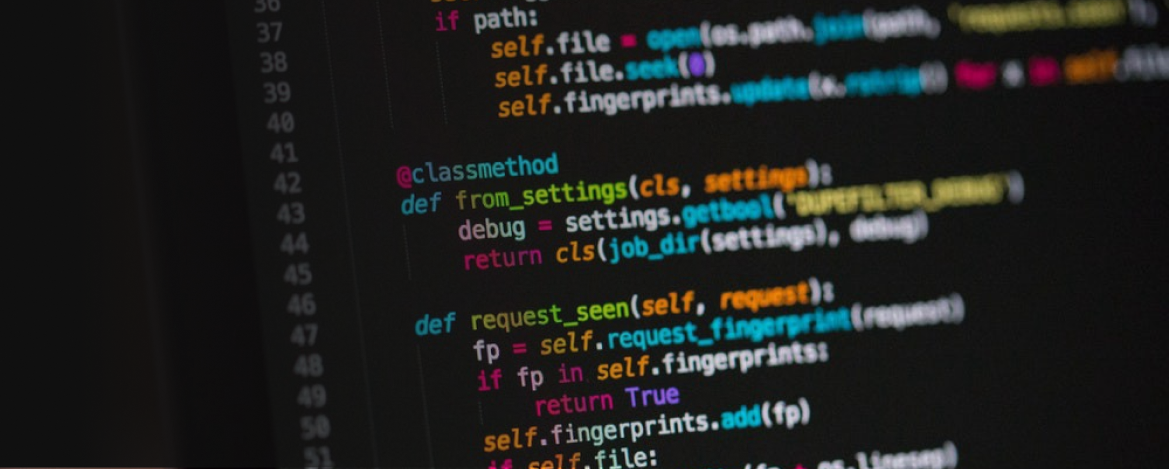 36
37 if path:
38 self.file = open(os.path.join(path, 'requests.seen'),
39 self.file.seek(0)
40 self.fingerprints.update(x.rstrip() for x in self.file
41
42 @classmethod
43 def from_settings(cls, settings):
44 debug = settings.getbool('DUPEFILTER_DEBUG')
45 return cls(job_dir(settings), debug)
46
47 def request_seen(self, request):
48 fp = self.request_fingerprint(request)
49 if fp in self.fingerprints:
50 return True
51 self.fingerprints.add(fp)
if self.file:
(fp + os.linesep)